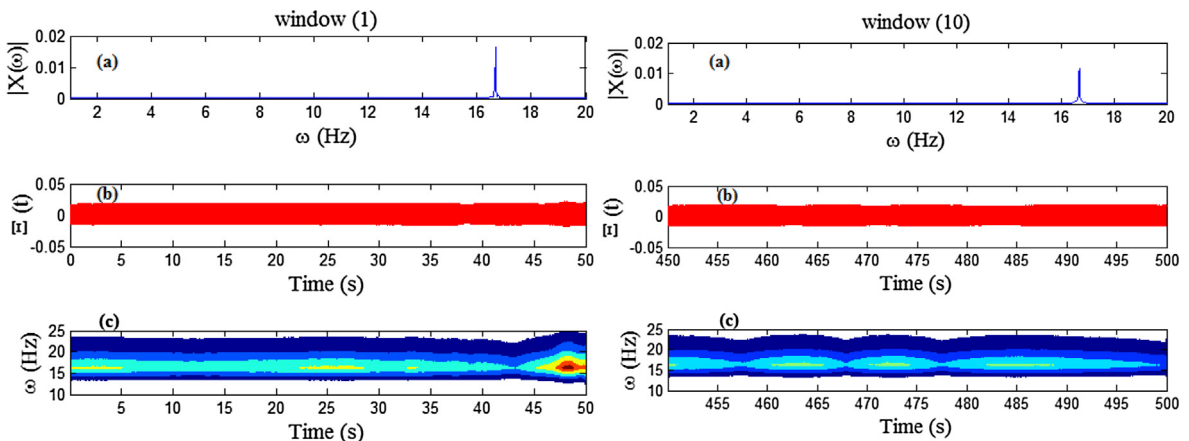 window (1)
0.02
(a)
0.01
0
|X(ω)|
2 4 6 8 10 12 14 16 18 20
ω (Hz)
0.05
(b)
0
-0.05
Ξ (t)
0 5 10 15 20 25 30 35 40 45 50
Time (s)
(c)
25
20
15
10
ω (Hz)
5 10 15 20 25 30 35 40 45 50
Time (s)
window (10)
0.02
(a)
0.01
0
|X(ω)|
2 4 6 8 10 12 14 16 18 20
ω (Hz)
0.05
(b)
0
-0.05
Ξ (t)
450 455 460 465 470 475 480 485 490 495 500
Time (s)
(c)
25
20
15
10
ω (Hz)
455 460 465 470 475 480 485 490 495 500
Time (s)